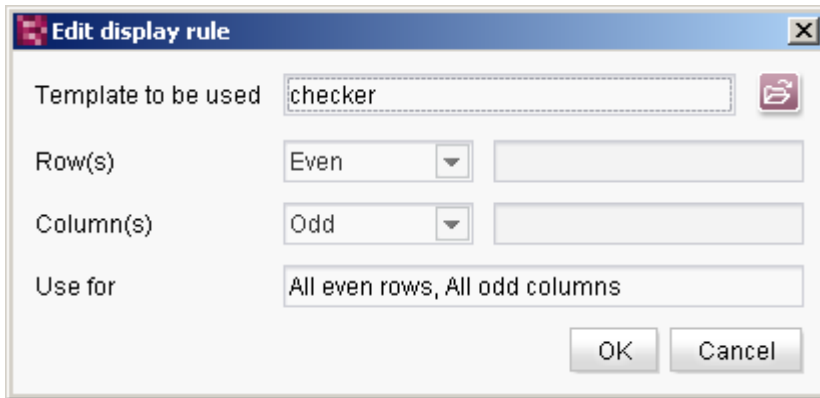 Edit display rule
Template to be used checker
Row(s) Even
Column(s) Odd
Use for All even rows, All odd columns
OK Cancel